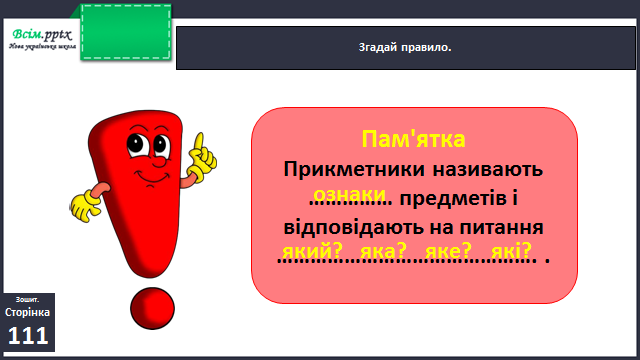 Всім.pptx
Нова українська школа
Згадай правило.
Пам'ятка
Прикметники називають
ознаки
…………… предметів і
відповідають на питання
який? яка? яке? які?
………………………………………. .
Зошит.
Сторінка
111